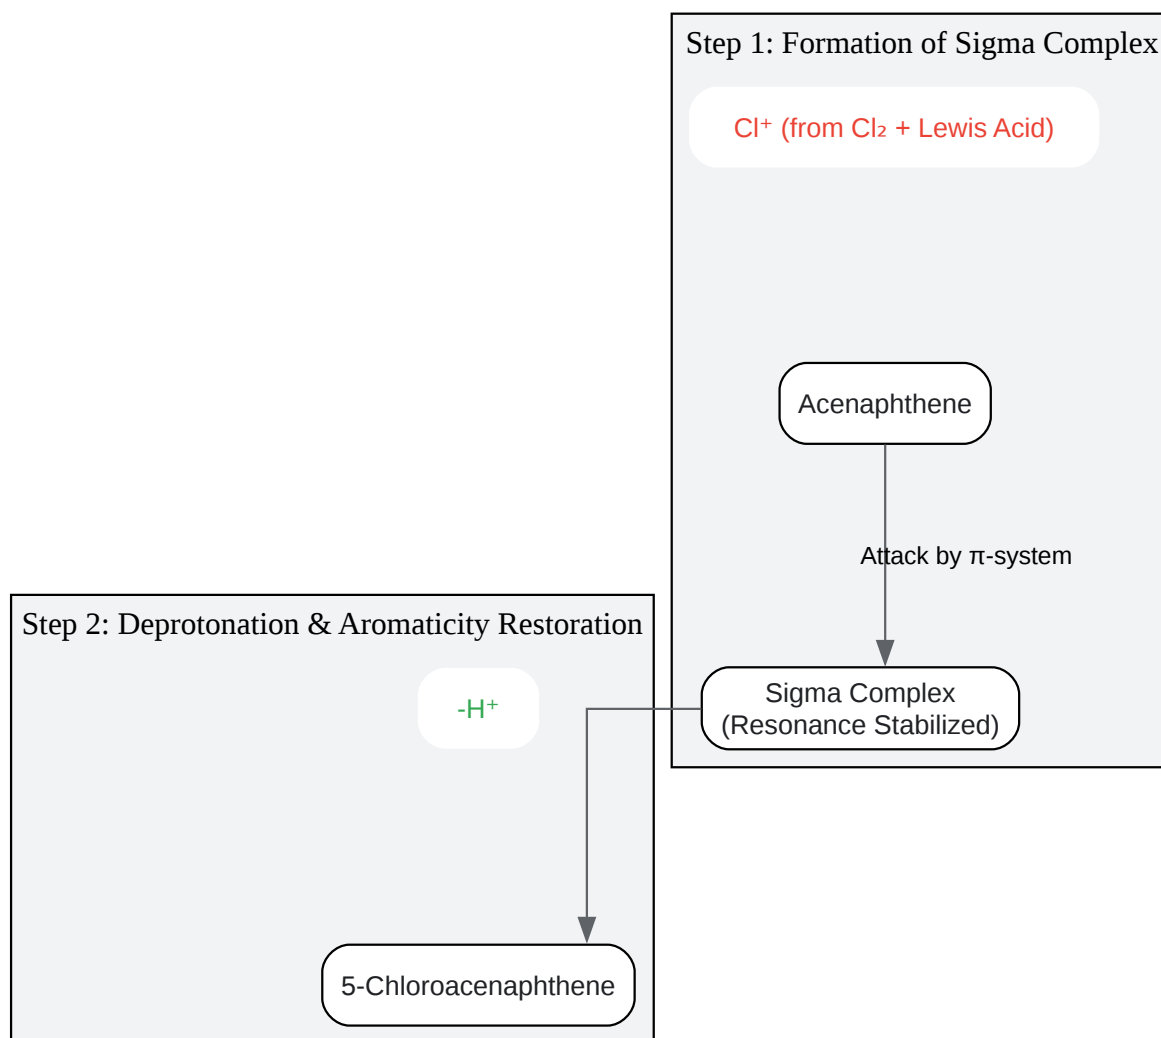 Step 1: Formation of Sigma Complex
Cl⁺ (from Cl₂ + Lewis Acid)
Acenaphthene
Attack by π-system
Sigma Complex
(Resonance Stabilized)
Step 2: Deprotonation & Aromaticity Restoration
-H⁺
5-Chloroacenaphthene